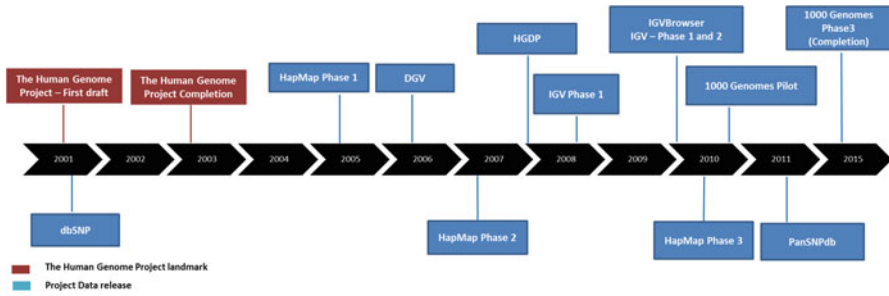 1000 Genomes
Phase3
(Completion)
IGVBrowser
IGV – Phase 1 and 2
HGDP
The Human Genome
Project – First draft
The Human Genome
Project Completion
HapMap Phase 1
DGV
IGV Phase 1
1000 Genomes Pilot
2001 2002 2003 2004 2005 2006 2007 2008 2009 2010 2011 2015
dbSNP
HapMap Phase 2
HapMap Phase 3
PanSNPdb
The Human Genome Project landmark
Project Data release